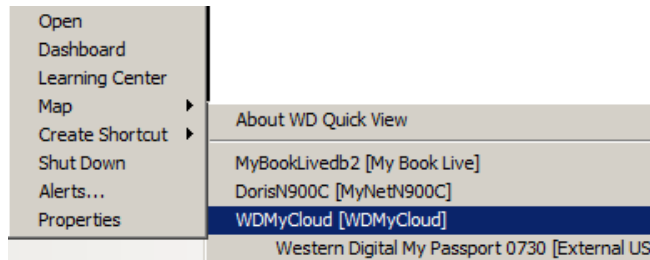 Open
Dashboard
Learning Center
Map
Create Shortcut
Shut Down
Alerts...
Properties
About WD Quick View
MyBookLivedb2 [My Book Live]
DorisN900C [MyNetN900C]
WDMyCloud [WDMyCloud]
Western Digital My Passport 0730 [External US